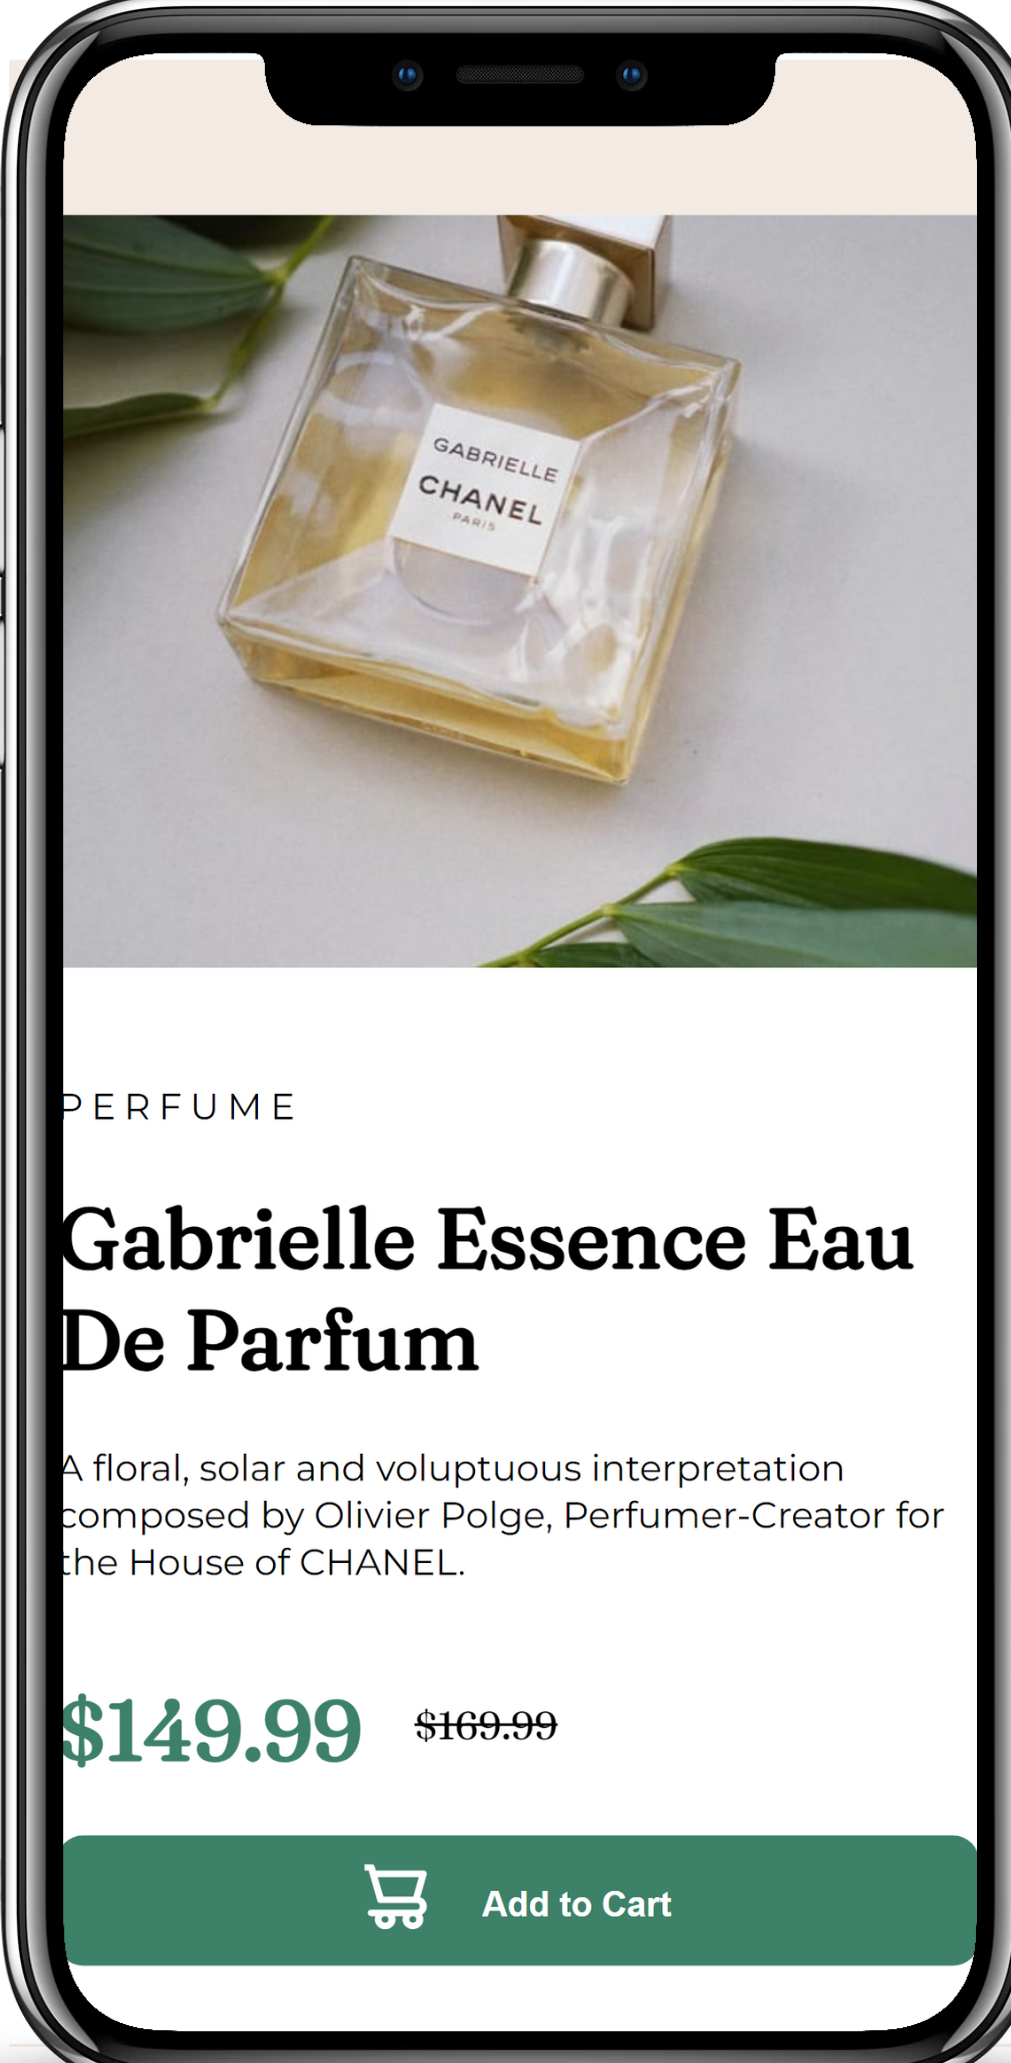 GABRIELLE
CHANEL
PARIS
PERFUME
Gabrielle Essence Eau
De Parfum
A floral, solar and voluptuous interpretation
composed by Olivier Polge, Perfumer-Creator for
the House of CHANEL.
$149.99 $169.99
Add to Cart